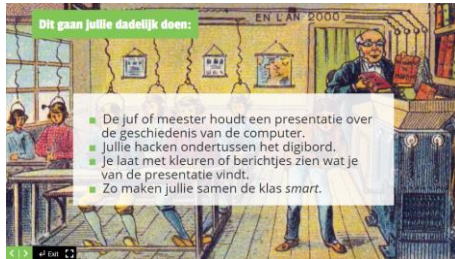 Dit gaan jullie dadelijk doen:
EN L'AN 2000
De juf of meester houdt een presentatie over
de geschiedenis van de computer.
Jullie hacken ondertussen het digibord.
Je laat met kleuren of berichtjes zien wat je
van de presentatie vindt.
Zo maken jullie samen de klas smart.
Exit